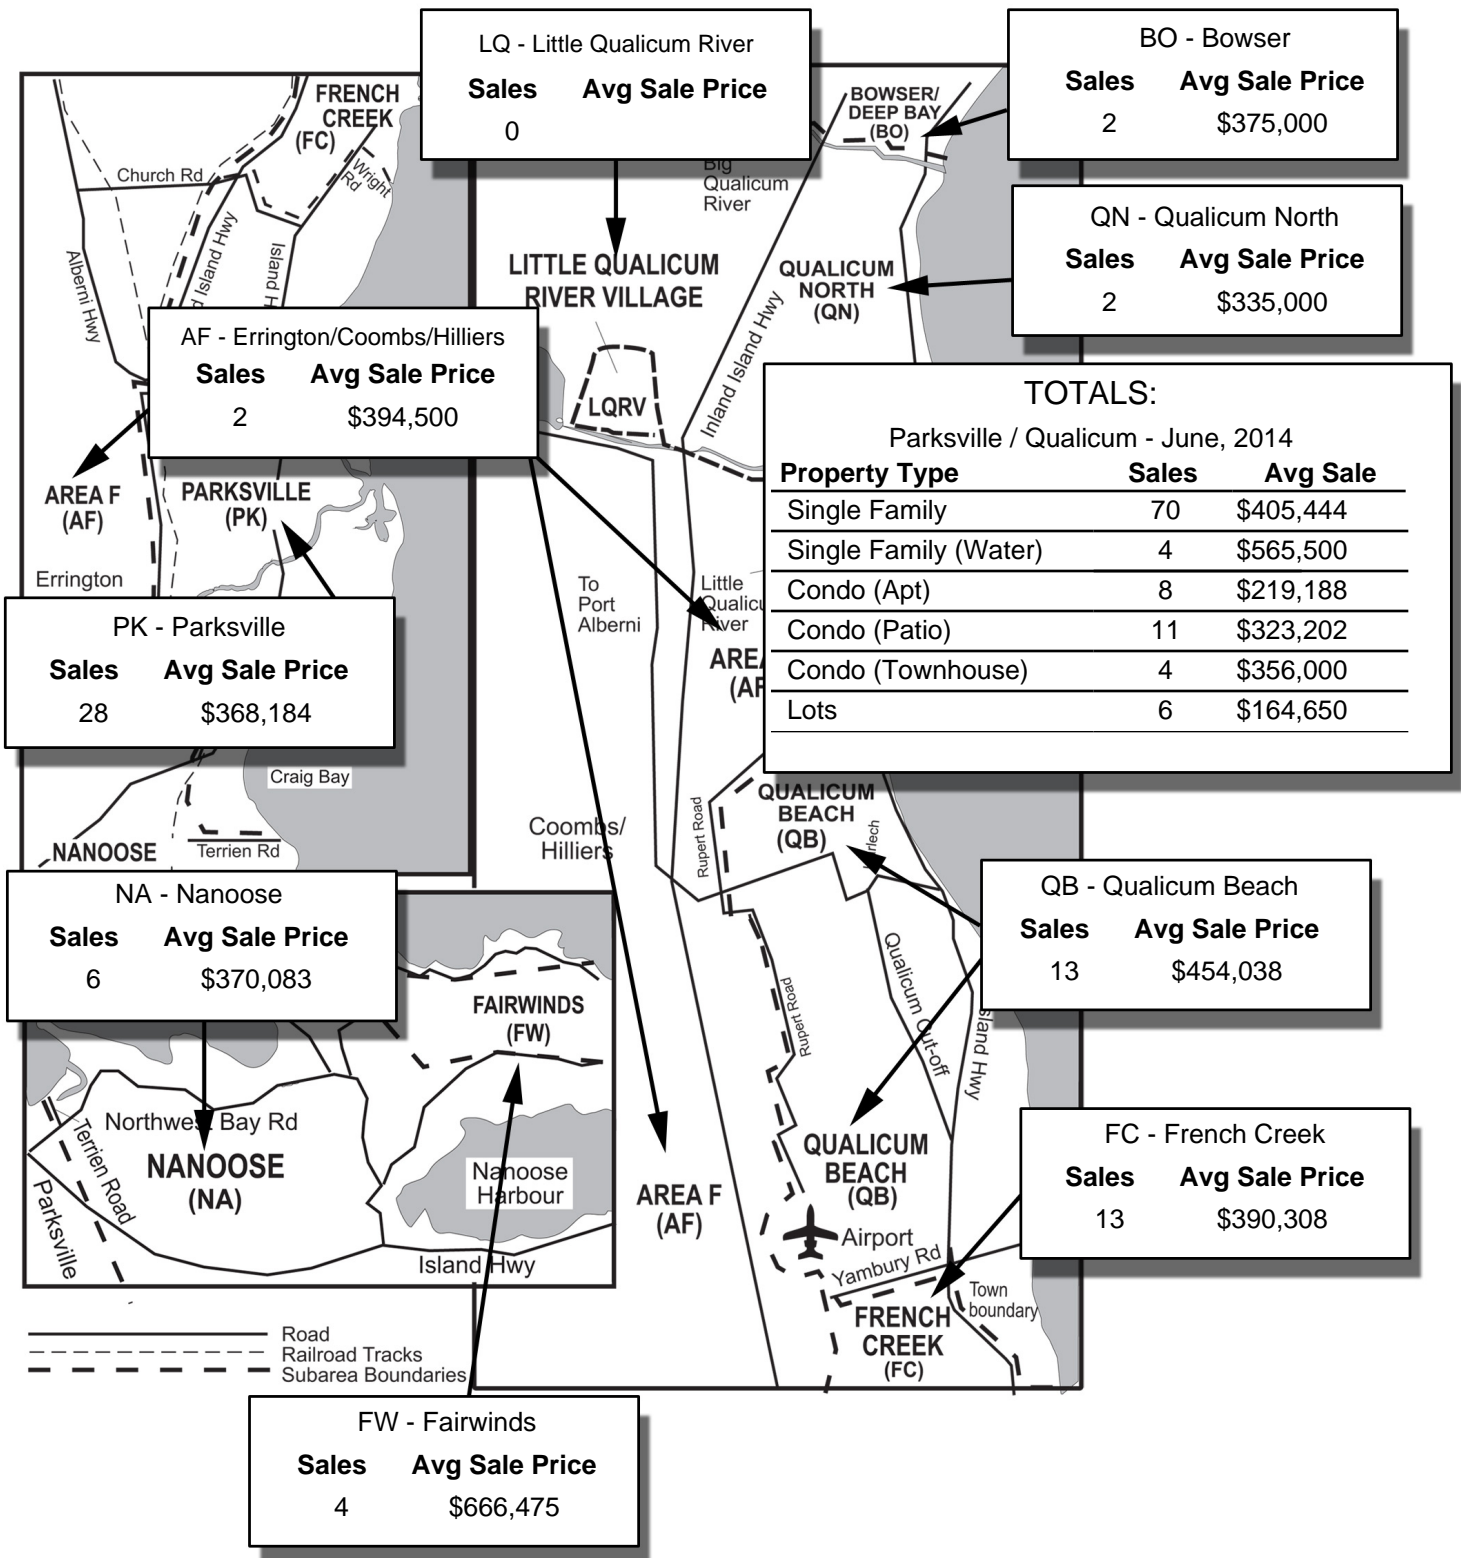 LQ - Little Qualicum River
Sales Avg Sale Price
0
BO - Bowser
Sales Avg Sale Price
2 $375,000
QN - Qualicum North
Sales Avg Sale Price
2 $335,000
FRENCH
CREEK
(FC)
Church Rd
Wright
Rd
Alberni Hwy
Island Hwy
Island
BOWSER/
DEEP BAY
(BO)
Big
Qualicum
River
LITTLE QUALICUM
RIVER VILLAGE
QUALICUM
NORTH
(QN)
Inland Island Hwy
LQRV
AF - Errington/Coombs/Hilliers
Sales Avg Sale Price
2 $394,500
TOTALS:
Parksville / Qualicum - June, 2014
Property Type Sales Avg Sale
Single Family 70 $405,444
Single Family (Water) 4 $565,500
Condo (Apt) 8 $219,188
Condo (Patio) 11 $323,202
Condo (Townhouse) 4 $356,000
Lots 6 $164,650
AREA F
(AF)
PARKSVILLE
(PK)
Errington
To
Port
Alberni
Little
River
AREA
PK - Parksville
Sales Avg Sale Price
28 $368,184
Craig Bay
NANOOSE
Terrien Rd
Coombs/
Hilliers
Rupert Road
QUALICUM
BEACH
(QB)
NA - Nanoose
Sales Avg Sale Price
6 $370,083
QB - Qualicum Beach
Sales Avg Sale Price
13 $454,038
FAIRWINDS
(FW)
Rupert Road
Qualicum Cut-off
Hwy
Northwest Bay Rd
NANOOSE
(NA)
Terrien Road
Parksville
Nanoose
Harbour
Island Hwy
AREA F
(AF)
QUALICUM
BEACH
(QB)
Airport
Yambury Rd
FC - French Creek
Sales Avg Sale Price
13 $390,308
FRENCH
CREEK
(FC)
Town
boundary
Road
Railroad Tracks
Subarea Boundaries
FW - Fairwinds
Sales Avg Sale Price
4 $666,475